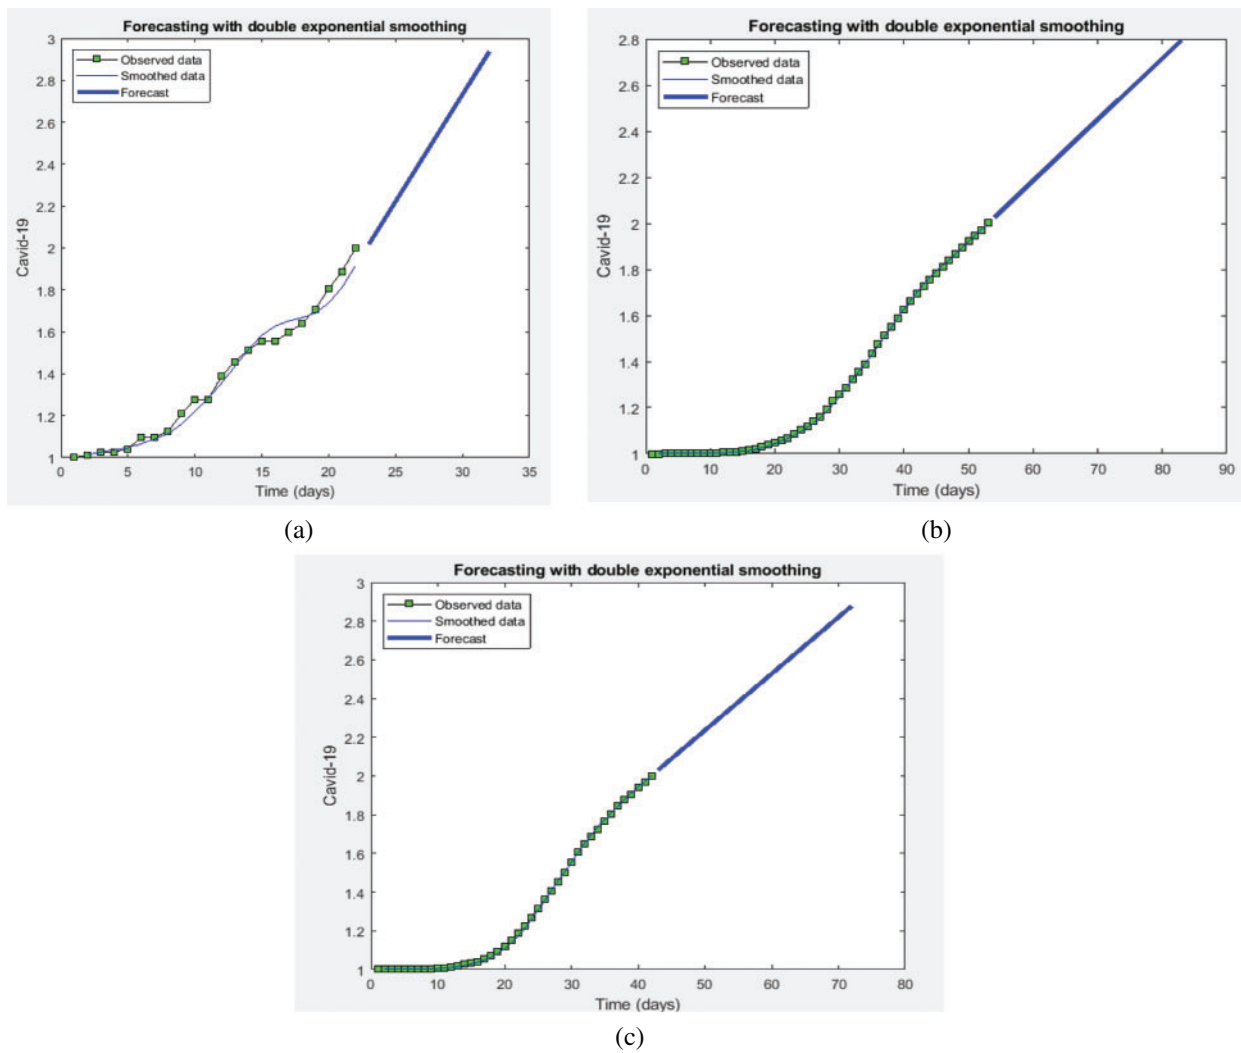 Forecasting with double exponential smoothing
3
2.8
2.6
2.4
2.2
2
1.8
1.6
1.4
1.2
1
Cavid-19
Observed data
Smoothed data
Forecast
0 5 10 15 20 25 30 35
Time (days)
(a)
Forecasting with double exponential smoothing
2.8
2.6
2.4
2.2
2
1.8
1.6
1.4
1.2
1
Cavid-19
Observed data
Smoothed data
Forecast
0 10 20 30 40 50 60 70 80 90
Time (days)
(b)
Forecasting with double exponential smoothing
3
2.8
2.6
2.4
2.2
2
1.8
1.6
1.4
1.2
1
Cavid-19
Observed data
Smoothed data
Forecast
0 10 20 30 40 50 60 70 80
Time (days)
(c)